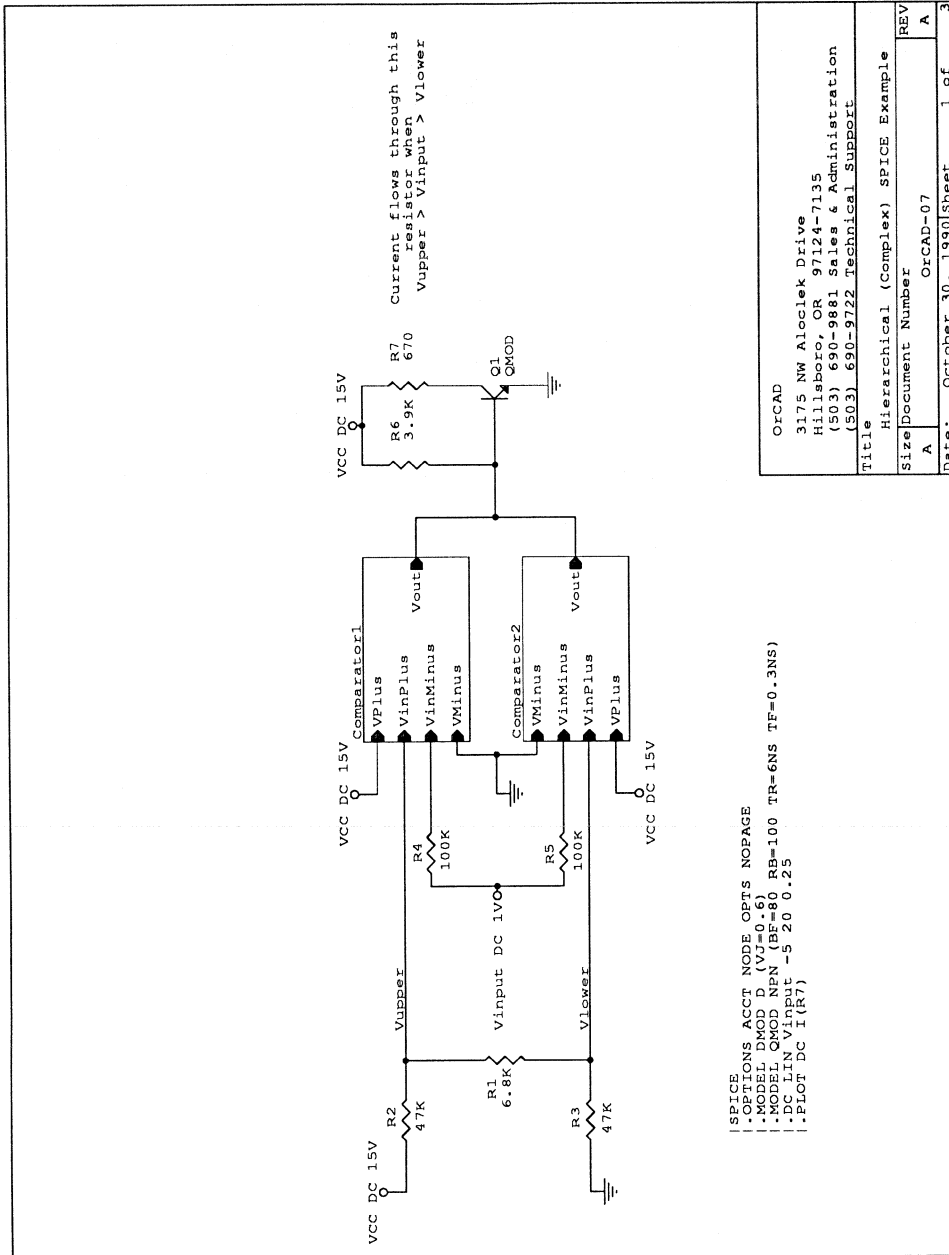 VCC DC 15V
R2
47K
R1
6.8K
R3
47K
Vupper
Vinput DC 1V
Vlower
R4
100K
R5
100K
VCC DC 15V
VCC DC 15V
Comparator1
VPlus
VinPlus
VinMinus
VMinus
Vout
Comparator2
VMinus
VinMinus
VinPlus
VPlus
Vout
VCC DC 15V
R6
3.9K
R7
670
Q1
QMOD
Current flows through this
resistor when
Vupper > Vinput > Vlower
|SPICE
|.OPTIONS ACCT NODE OPTS NOPAGE
|.MODEL DMOD D (VJ=0.6)
|.MODEL QMOD NPN (BF=80 RB=100 TR=6NS TF=0.3NS)
|.DC LIN Vinput -5 20 0.25
|.PLOT DC I(R7)
OrCAD
3175 NW Aloclek Drive
Hillsboro, OR 97124-7135
(503) 690-9881 Sales & Administration
(503) 690-9722 Technical Support
Title
Hierarchical (Complex) SPICE Example
Size Document Number REV
A OrCAD-07 A
Date: October 30, 1990 Sheet 1 of 3